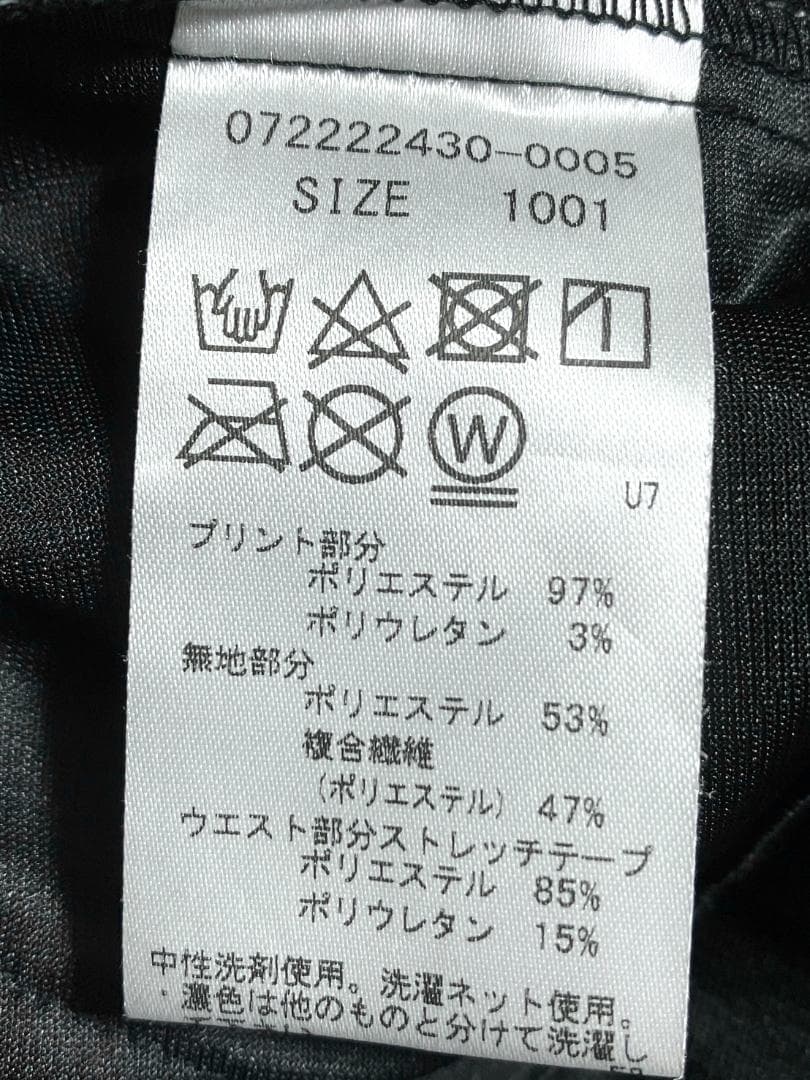 072222430-0005
SIZE 1001
W
U7
プリント部分
ポリエステル 97%
ポリウレタン 3%
無地部分
ポリエステル 53%
複合繊維
(ポリエステル) 47%
ウエスト部分ストレッチテープ
ポリエステル 85%
ポリウレタン 15%
中性洗剤使用。洗濯ネット使用。
・濃色は他のものと分けて洗濯し